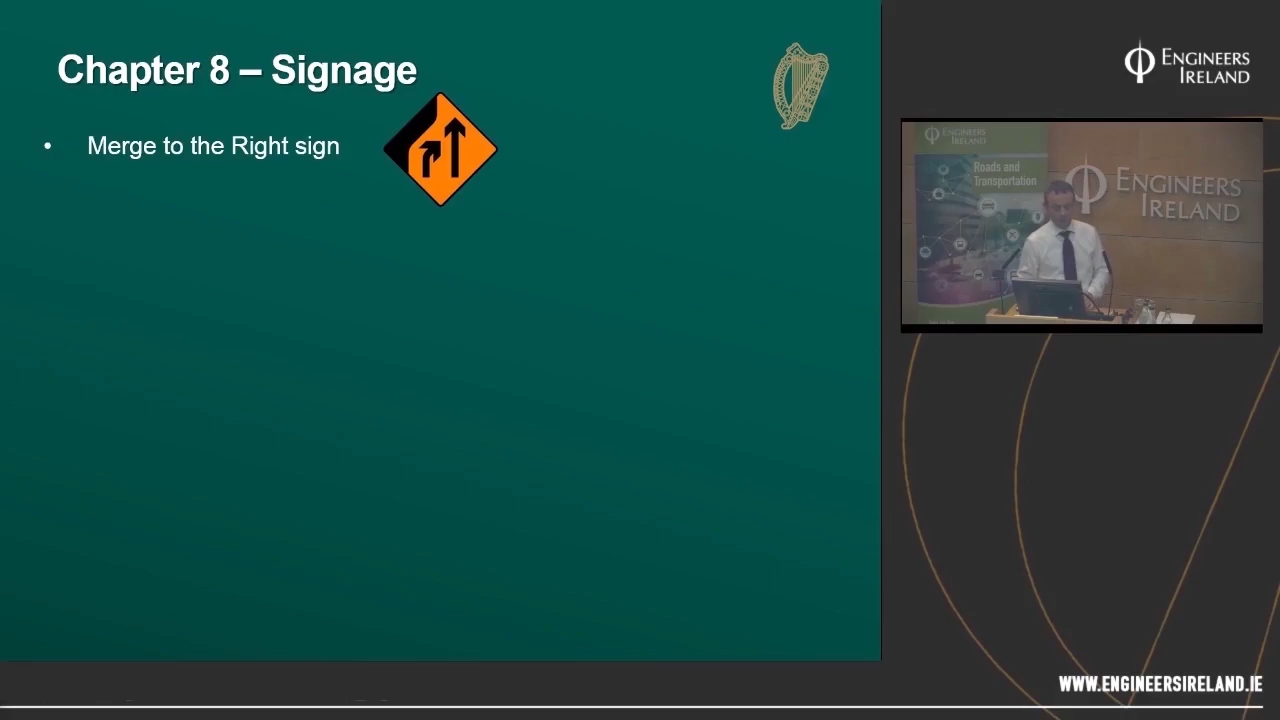 Chapter 8 – Signage
• Merge to the Right sign
ENGINEERS
IRELAND
ENGINEERS
IRELAND
Roads and
Transportation
ENGINEERS
IRELAND
WWW.ENGINEERSIRELAND.IE